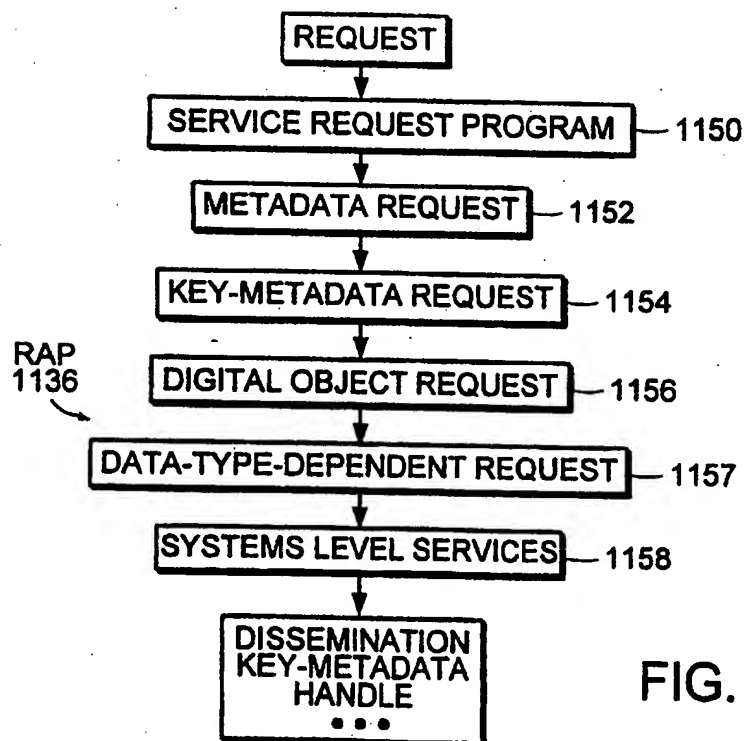 REQUEST
SERVICE REQUEST PROGRAM 1150
METADATA REQUEST 1152
KEY-METADATA REQUEST 1154
RAP
1136
DIGITAL OBJECT REQUEST 1156
DATA-TYPE-DEPENDENT REQUEST 1157
SYSTEMS LEVEL SERVICES 1158
DISSEMINATION
KEY-METADATA
HANDLE
• • •
FIG.